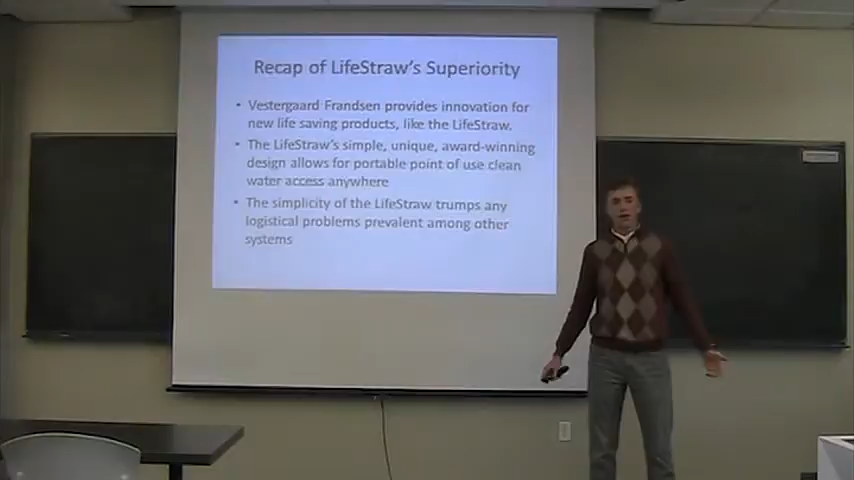 Recap of LifeStraw's Superiority
• Vestergaard Frandsen provides innovation for
new life saving products, like the LifeStraw.
• The LifeStraw's simple, unique, award-winning
design allows for portable point of use clean
water access anywhere
• The simplicity of the LifeStraw trumps any
logistical problems prevalent among other
systems